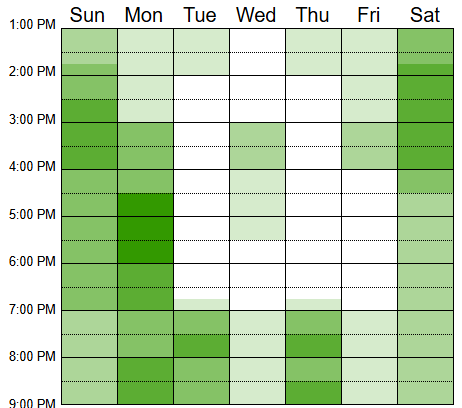 Sun Mon Tue Wed Thu Fri Sat
1:00 PM
2:00 PM
3:00 PM
4:00 PM
5:00 PM
6:00 PM
7:00 PM
8:00 PM
9:00 PM